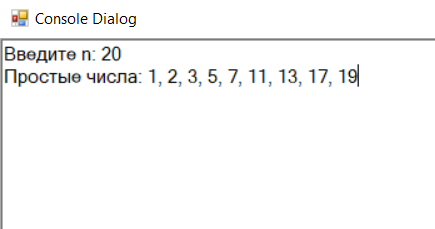 Console Dialog
Введите n: 20
Простые числа: 1, 2, 3, 5, 7, 11, 13, 17, 19